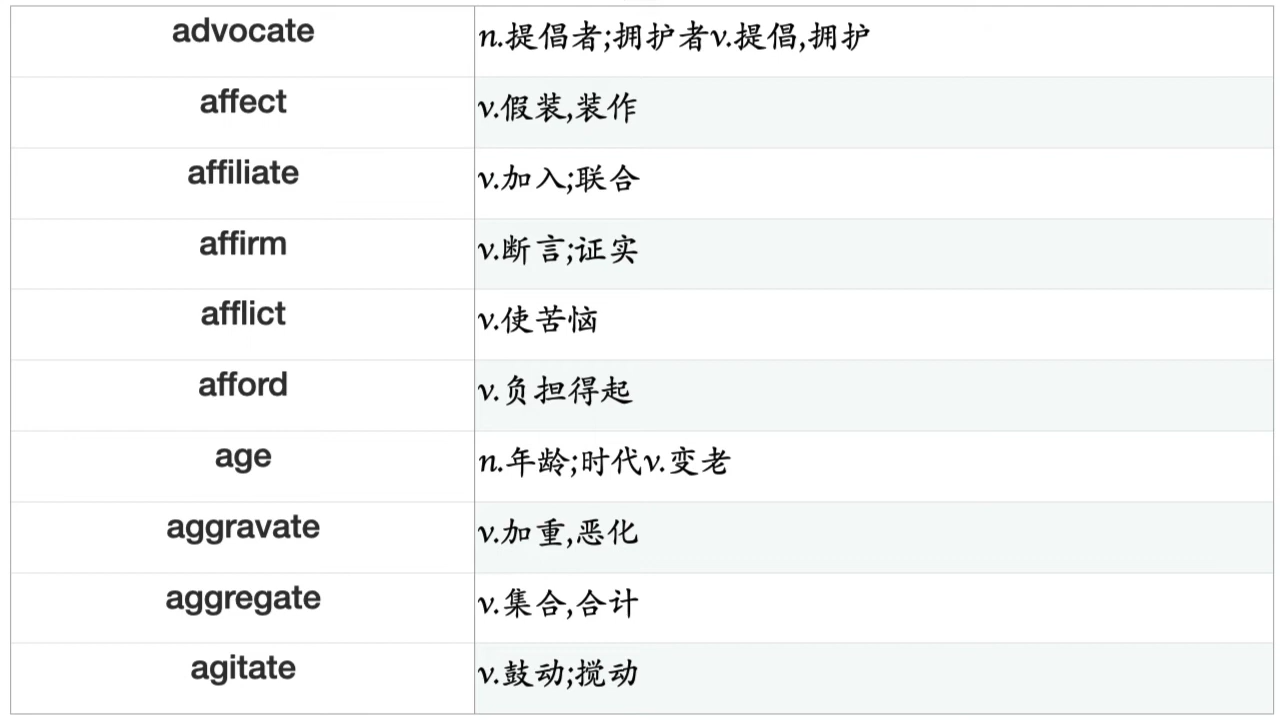 advocate n.提倡者;拥护者v.提倡,拥护
affect v.假装,装作
affiliate v.加入;联合
affirm v.断言;证实
afflict v.使苦恼
afford v.负担得起
age n.年龄;时代v.变老
aggravate v.加重,恶化
aggregate v.集合,合计
agitate v.鼓动;搅动